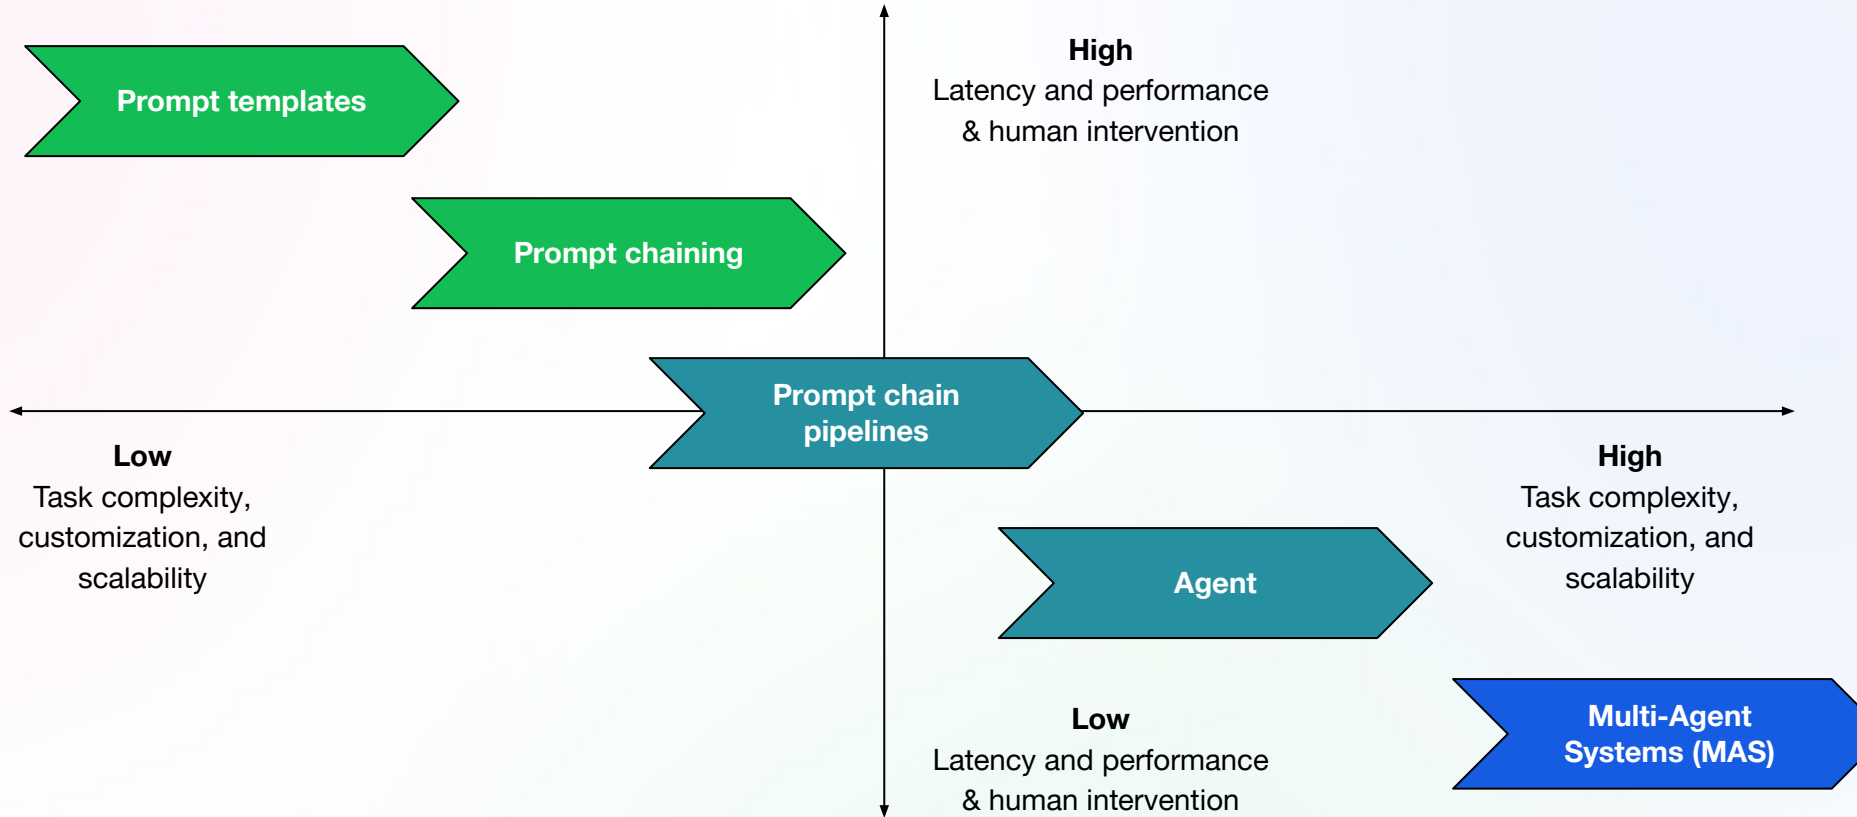 Prompt templates
High
Latency and performance
& human intervention
Prompt chaining
Prompt chain
pipelines
Low
Task complexity,
customization, and
scalability
High
Task complexity,
customization, and
scalability
Agent
Low
Latency and performance
& human intervention
Multi-Agent
Systems (MAS)